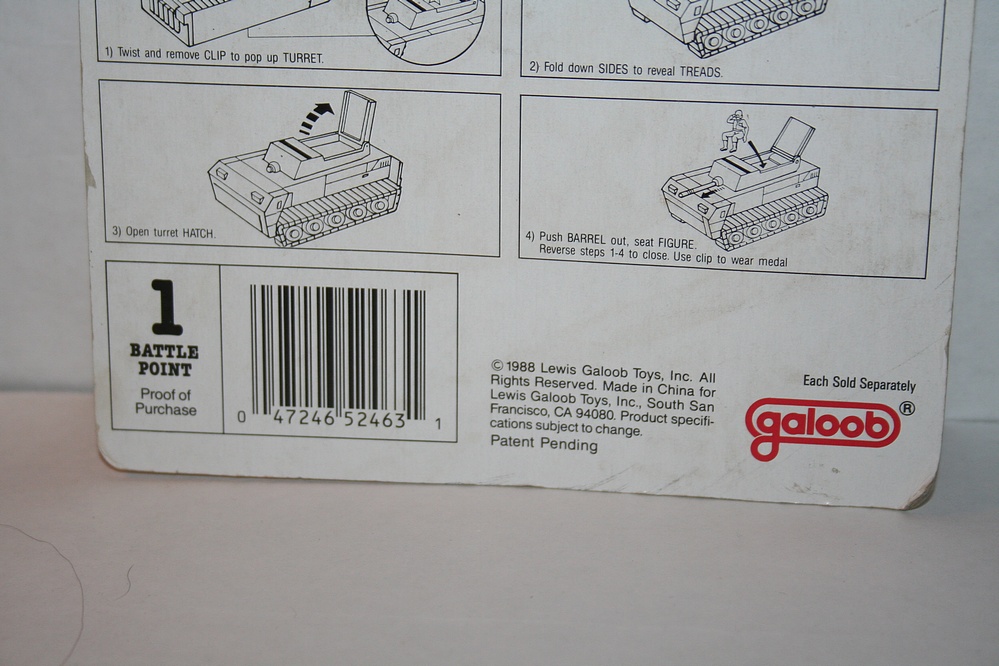 1) Twist and remove CLIP to pop up TURRET.
2) Fold down SIDES to reveal TREADS.
3) Open turret HATCH.
4) Push BARREL out, seat FIGURE.
Reverse steps 1-4 to close. Use clip to wear medal
1
BATTLE
POINT
Proof of
Purchase
0 47246 52463 1
© 1988 Lewis Galoob Toys, Inc. All
Rights Reserved. Made in China for
Lewis Galoob Toys, Inc., South San
Francisco, CA 94080. Product specifi-
cations subject to change.
Patent Pending
Each Sold Separately
galoob®